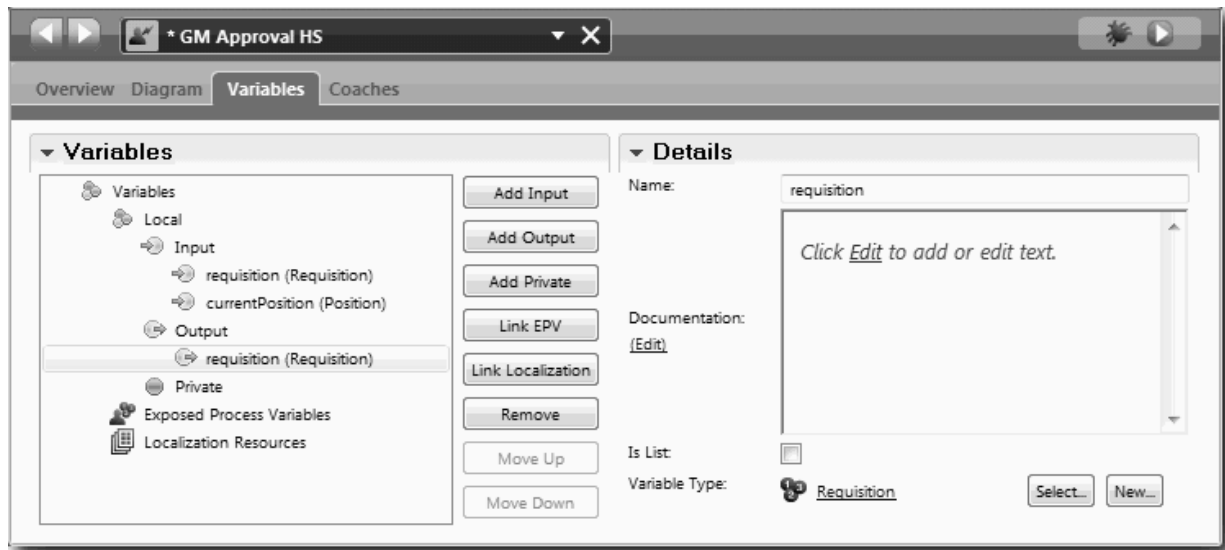 * GM Approval HS
Overview Diagram Variables Coaches
Variables
Variables
Local
Input
requisition (Requisition)
currentPosition (Position)
Output
requisition (Requisition)
Private
Exposed Process Variables
Localization Resources
Add Input
Add Output
Add Private
Link EPV
Link Localization
Remove
Move Up
Move Down
Details
Name: requisition
Click Edit to add or edit text.
Documentation:
(Edit)
Is List:
Variable Type: Requisition Select... New...